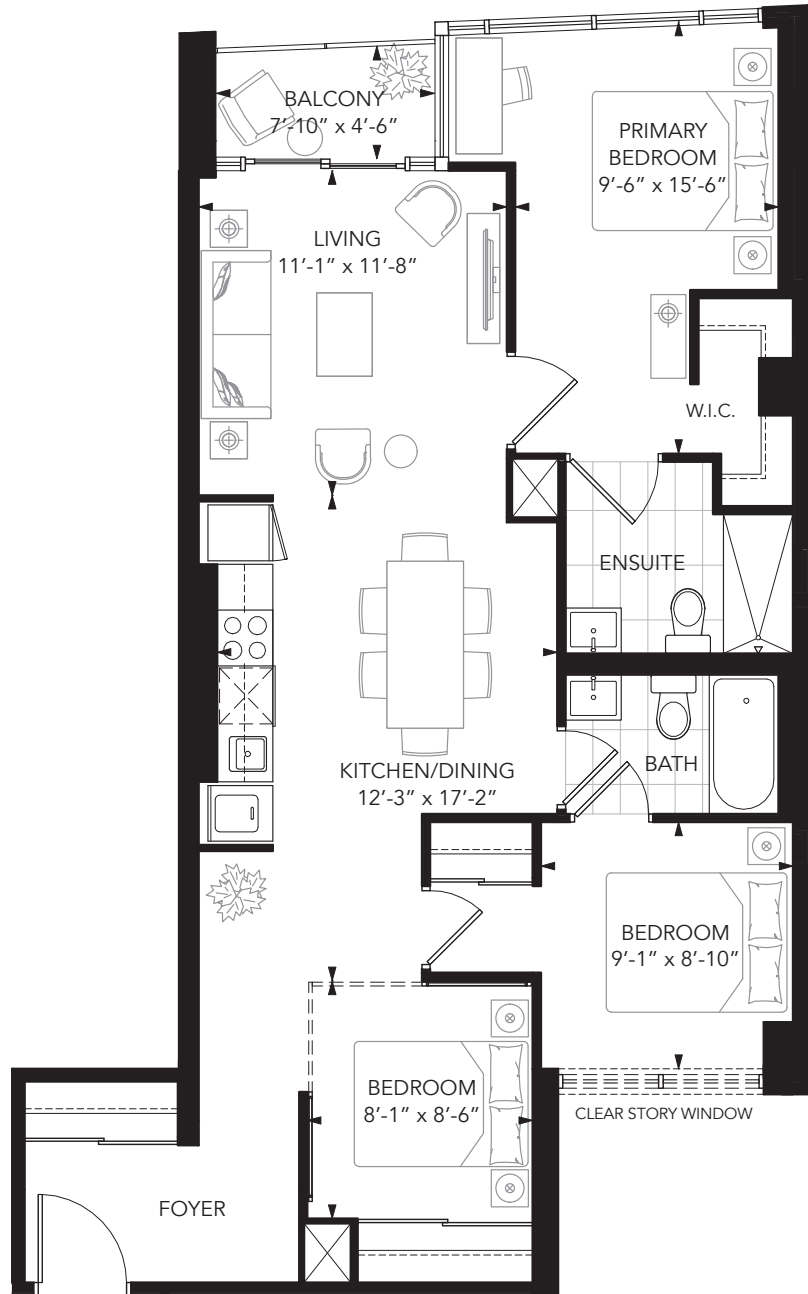 BALCONY
7’-10” x 4’-6”
PRIMARY
BEDROOM
9’-6” x 15’-6”
LIVING
11’-1” x 11’-8”
W.I.C.
ENSUITE
KITCHEN/DINING
12’-3” x 17’-2”
BATH
BEDROOM
9’-1” x 8’-10”
BEDROOM
8’-1” x 8’-6”
CLEAR STORY WINDOW
FOYER